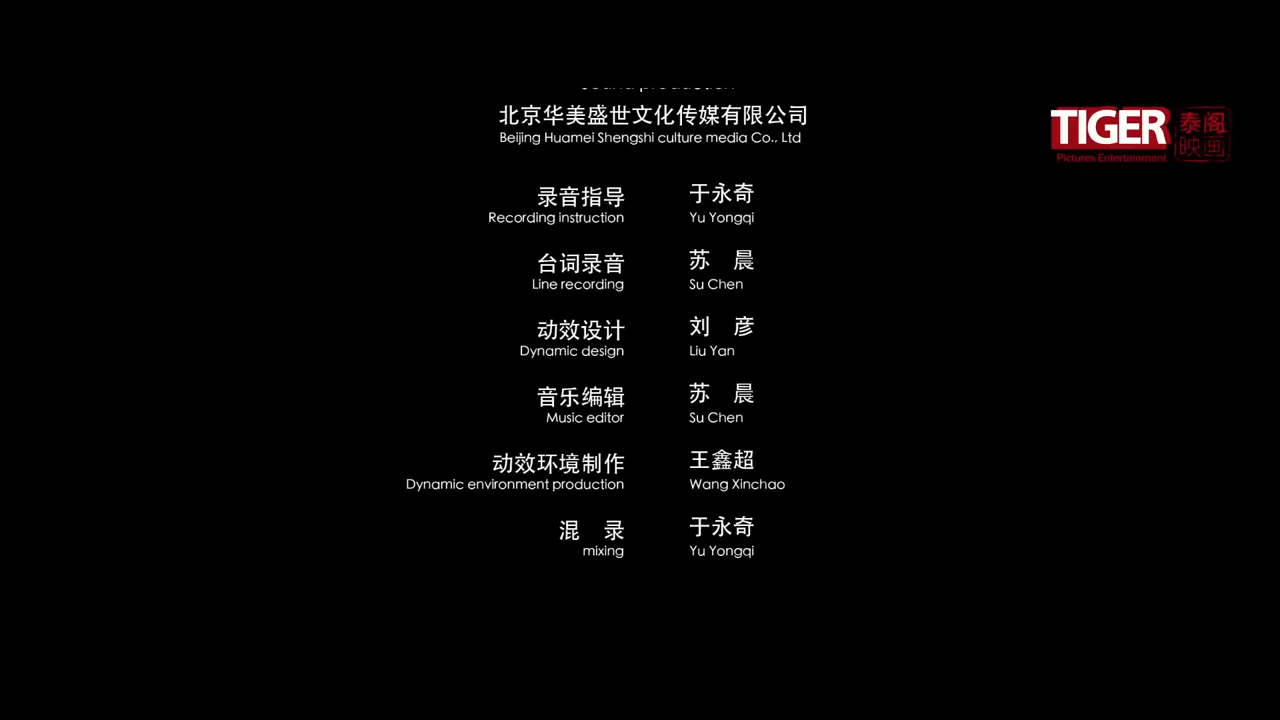 sound production
北京华美盛世文化传媒有限公司
Beijing Huamei Shengshi culture media Co., Ltd
录音指导 于永奇
Recording instruction Yu Yongqi
台词录音 苏 晨
Line recording Su Chen
动效设计 刘 彦
Dynamic design Liu Yan
音乐编辑 苏 晨
Music editor Su Chen
动效环境制作 王鑫超
Dynamic environment production Wang Xinchao
混 录 于永奇
mixing Yu Yongqi
TIGER 泰阁
映画
Pictures Entertainment